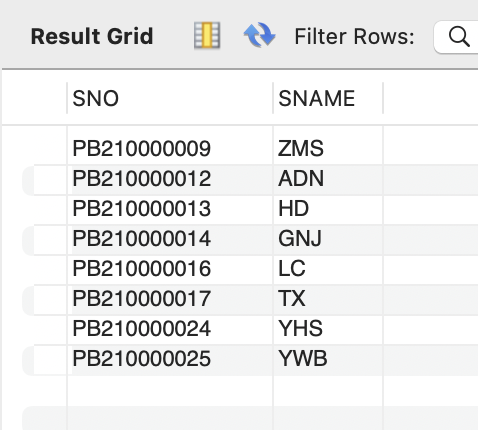 Result Grid Filter Rows:
SNO SNAME
PB210000009 ZMS
PB210000012 ADN
PB210000013 HD
PB210000014 GNJ
PB210000016 LC
PB210000017 TX
PB210000024 YHS
PB210000025 YWB